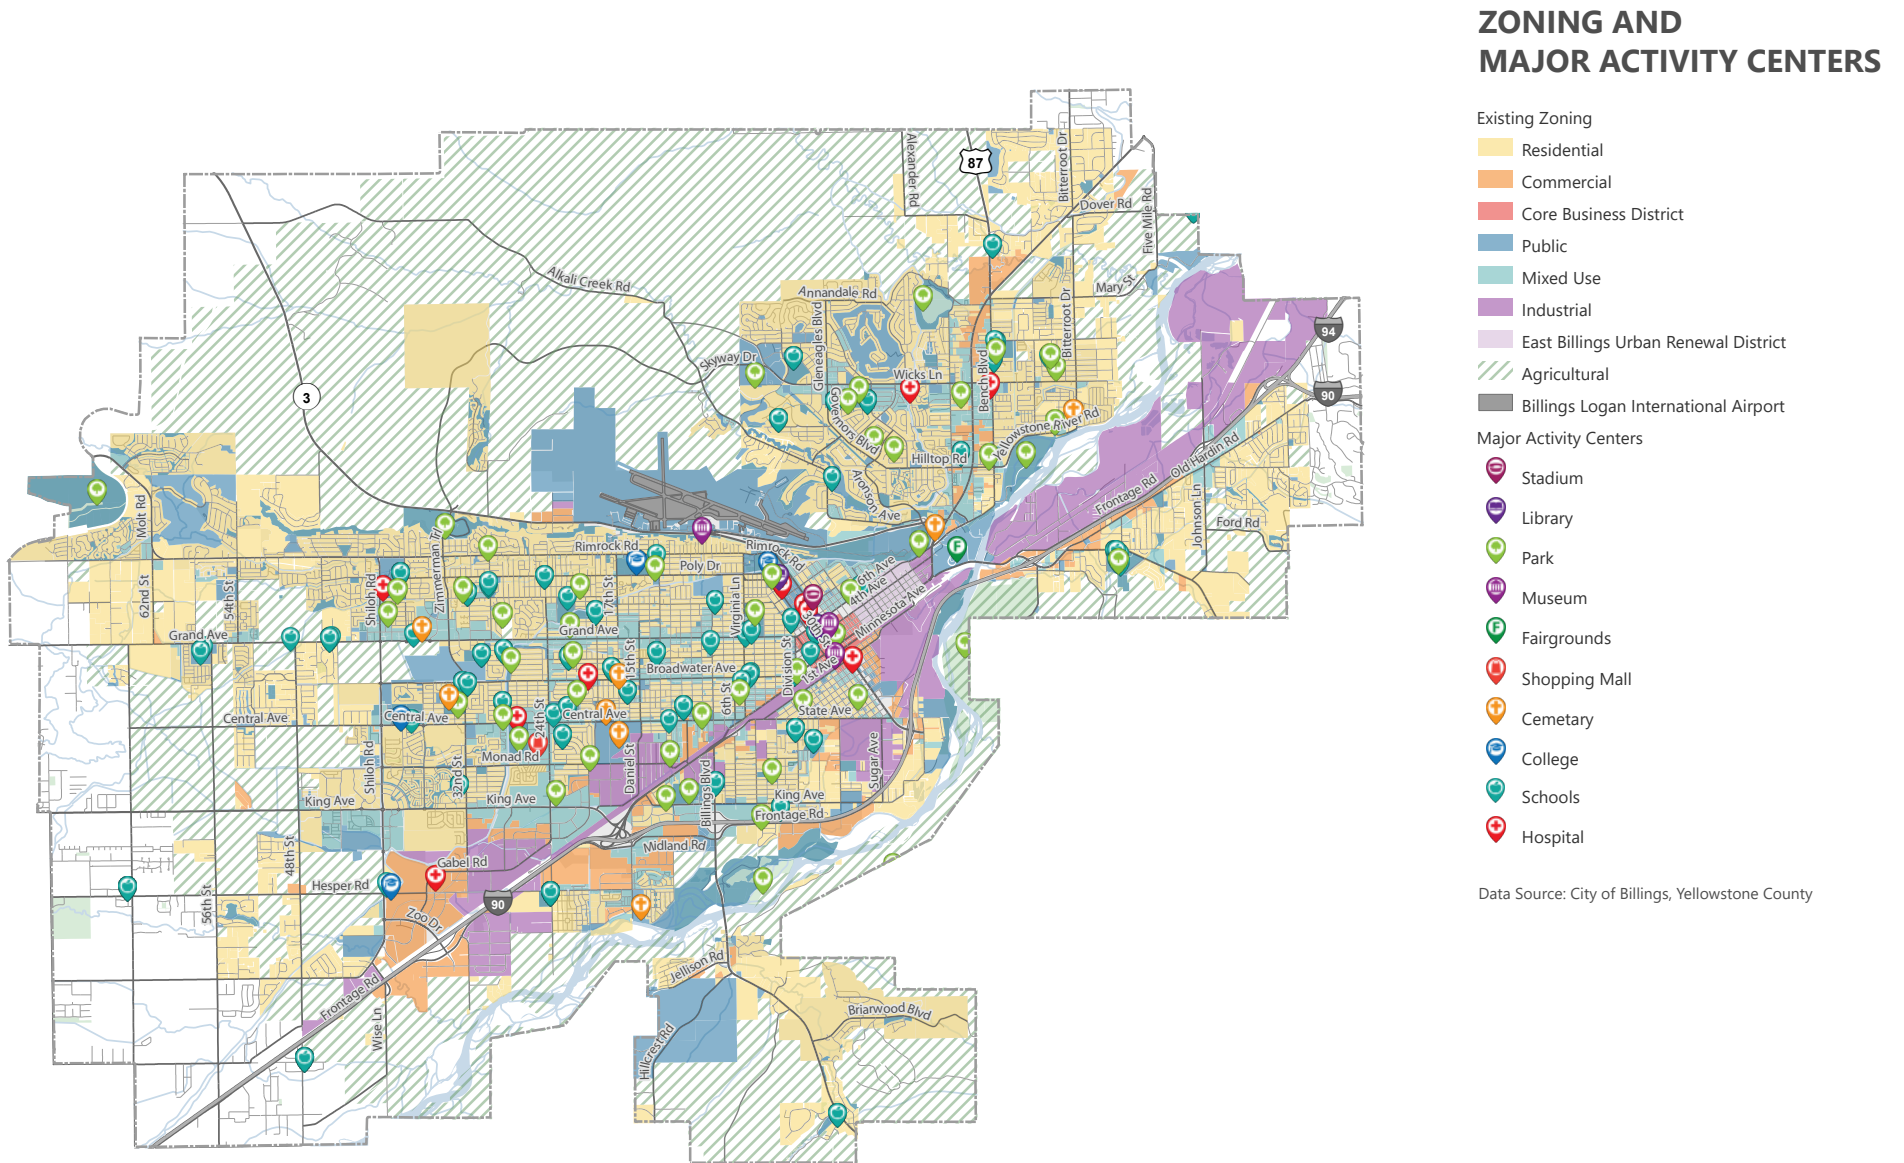 ZONING AND
MAJOR ACTIVITY CENTERS
Existing Zoning
Residential
Commercial
Core Business District
Public
Mixed Use
Industrial
East Billings Urban Renewal District
Agricultural
Billings Logan International Airport
Major Activity Centers
Stadium
Library
Park
Museum
Fairgrounds
Shopping Mall
Cemetary
College
Schools
Hospital
Data Source: City of Billings, Yellowstone County
Alexander Rd
87
Bitterroot Dr
Dover Rd
Five Mile Rd
Alkali Creek Rd
Annandale Rd
Mary St
Bitterroot Dr
94
Gleneagles Blvd
Skyway Dr
Wicks Ln
Bench Blvd
90
3
Governors Blvd
Yellowstone River Rd
Hilltop Rd
Old Hardin Rd
Aronson Ave
Frontage Rd
Johnson Ln
Ford Rd
Molt Rd
Zimmerman Trl
Rimrock Rd
Rimrock Rd
Poly Dr
F
6th Ave
4th Ave
Minnesota Ave
62nd St
54th St
Shiloh Rd
17th St
Virginia Ln
30th St
Grand Ave
Grand Ave
15th St
Broadwater Ave
Division St
1st Ave
6th St
State Ave
Central Ave
Central Ave
24th St
Central Ave
Monad Rd
Shiloh Rd
32nd St
Daniel St
Billings Blvd
Sugar Ave
King Ave
King Ave
King Ave
Frontage Rd
Midland Rd
48th St
Gabel Rd
Hesper Rd
56th St
90
Zoo Dr
Jellison Rd
Frontage Rd
Wise Ln
Briarwood Blvd
Hillcrest Rd
F